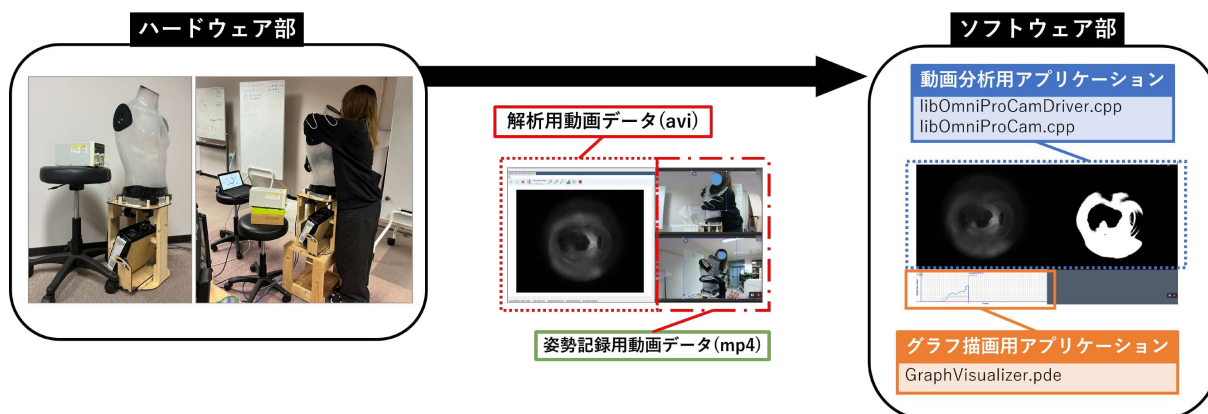 ハードウェア部
ソフトウェア部
動画分析用アプリケーション
libOmniProCamDriver.cpp
libOmniProCam.cpp
解析用動画データ(avi)
姿勢記録用動画データ(mp4)
グラフ描画用アプリケーション
GraphVisualizer.pde